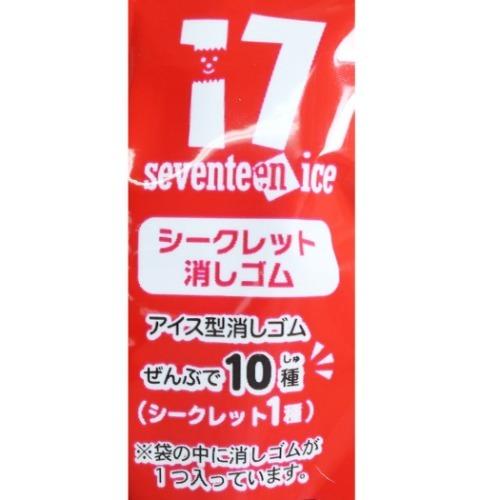 17
seventeen ice
シークレット
消しゴム
アイス型消しゴム
ぜんぶで10種
しゅ
(シークレット1種)
※袋の中に消しゴムが
1つ入っています。